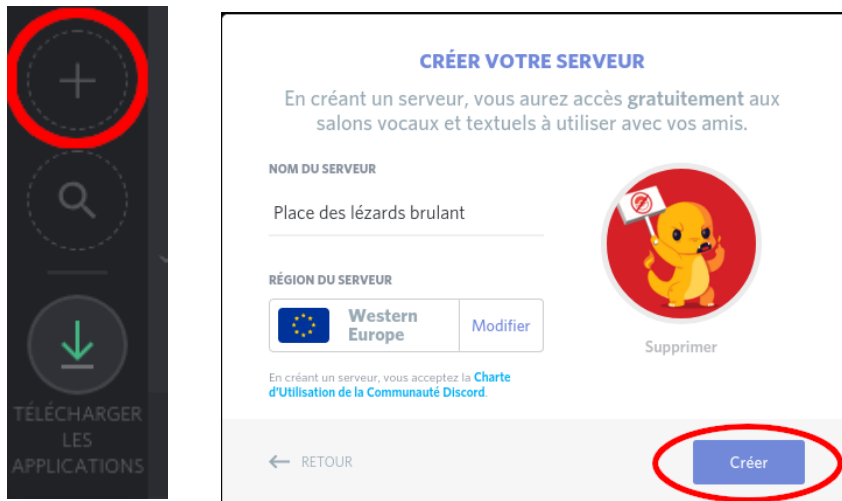 TÉLÉCHARGER
LES
APPLICATIONS
CRÉER VOTRE SERVEUR
En créant un serveur, vous aurez accès gratuitement aux
salons vocaux et textuels à utiliser avec vos amis.
NOM DU SERVEUR
Place des lézards brulant
RÉGION DU SERVEUR
Western
Europe
Modifier
Supprimer
En créant un serveur, vous acceptez la Charte
d'Utilisation de la Communauté Discord.
← RETOUR
Créer